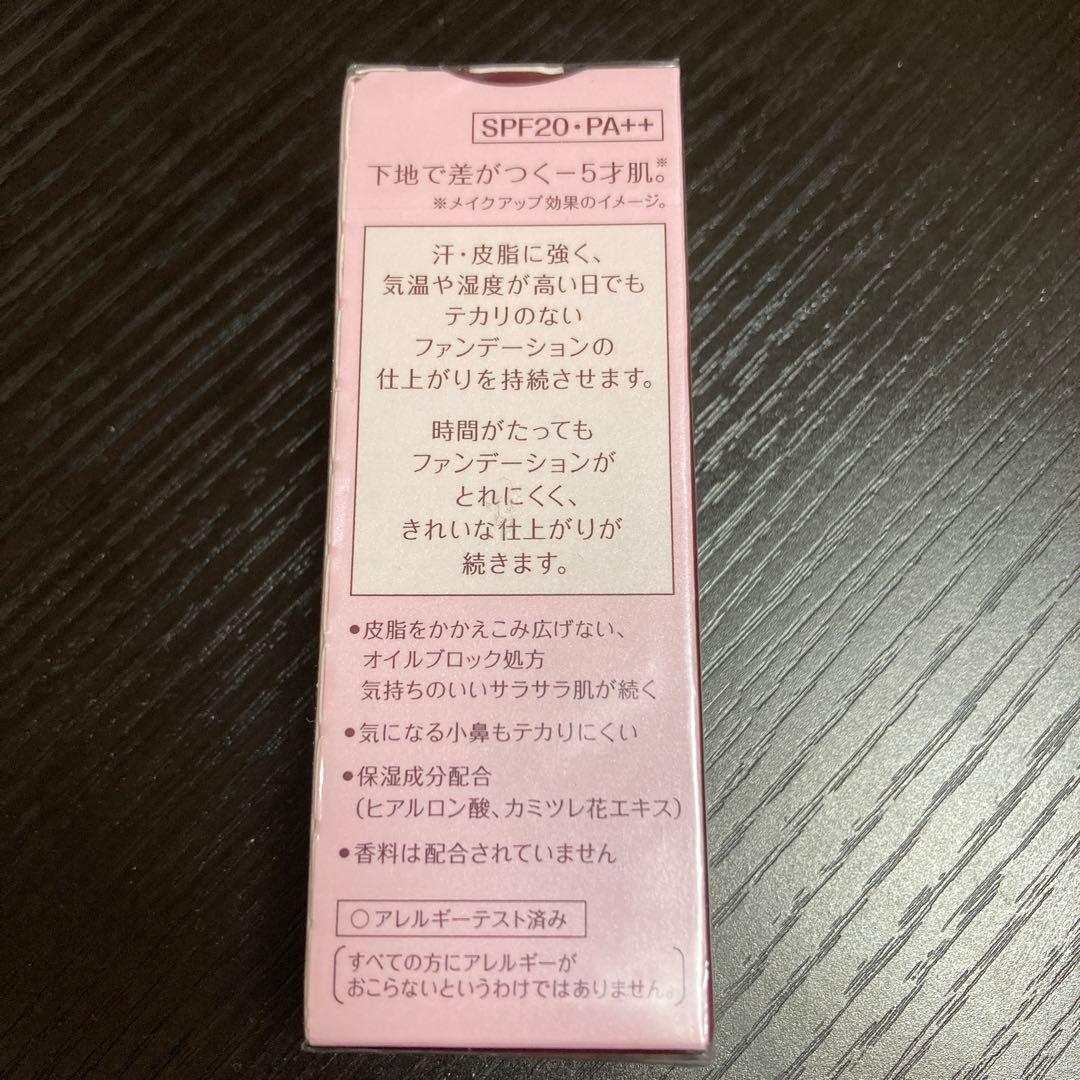 SPF20・PA++
下地で差がつく－5才肌。※
※メイクアップ効果のイメージ。
汗・皮脂に強く、
気温や湿度が高い日でも
テカリのない
ファンデーションの
仕上がりを持続させます。
時間がたっても
ファンデーションが
とれにくく、
きれいな仕上がりが
続きます。
●皮脂をかかえこみ広げない、
オイルブロック処方
気持ちのいいサラサラ肌が続く
●気になる小鼻もテカリにくい
●保湿成分配合
（ヒアルロン酸、カミツレ花エキス）
●香料は配合されていません
○アレルギーテスト済み
すべての方にアレルギーが
おこらないというわけではありません。